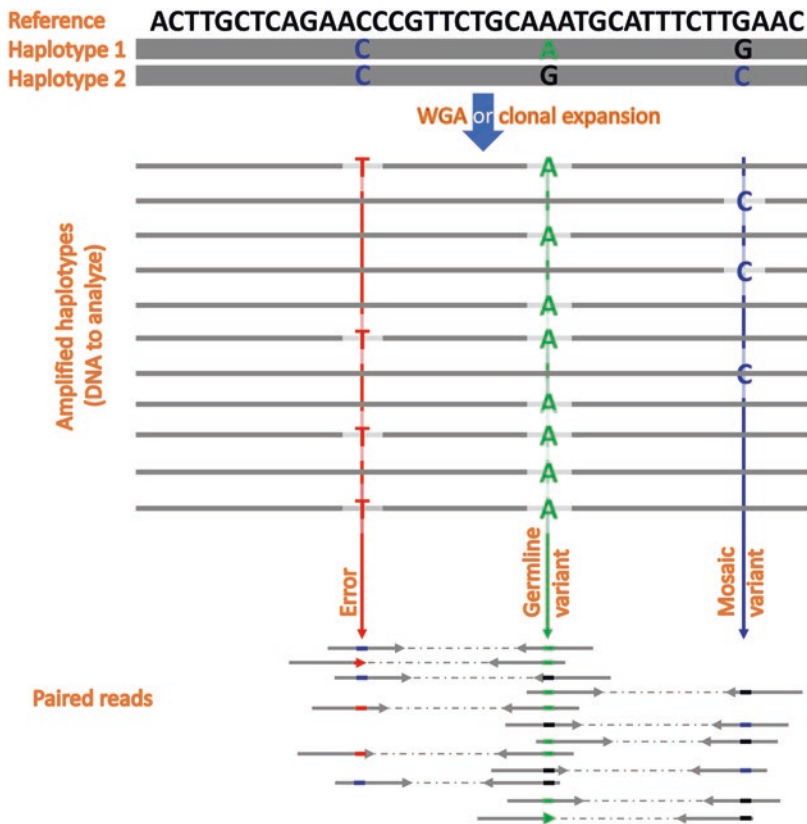 Reference ACTTGCTCAGAACCCGTTCTGCAAATGCATTTCTTGAAC
Haplotype 1 C A G
Haplotype 2 C G C
WGA or clonal expansion
Amplified haplotypes
(DNA to analyze)
T A
C
A
C
A
T A
C
A
T A
A
T A
Error
Germline
variant
Mosaic
variant
Paired reads